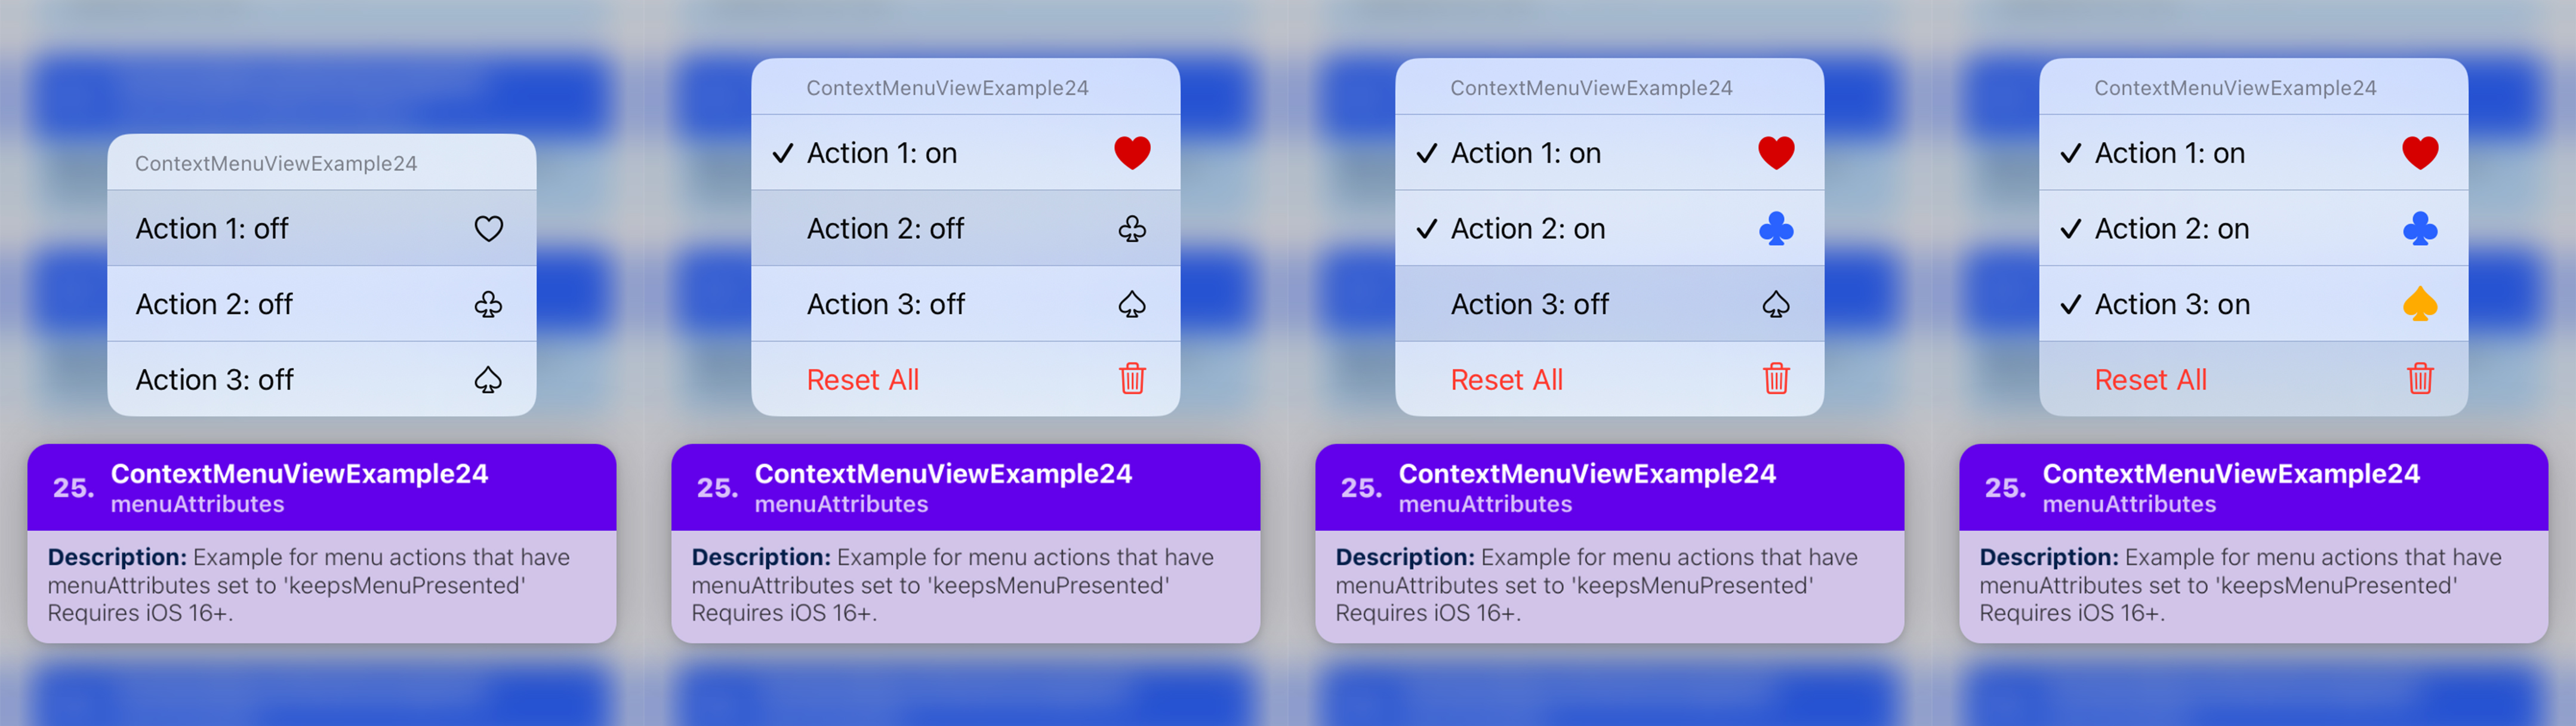 ContextMenuViewExample24
Action 1: off
Action 2: off
Action 3: off
25.
ContextMenuViewExample24
menuAttributes
Description: Example for menu actions that have
menuAttributes set to 'keepsMenuPresented'
Requires iOS 16+.
ContextMenuViewExample24
Action 1: on
Action 2: off
Action 3: off
Reset All
25.
ContextMenuViewExample24
menuAttributes
Description: Example for menu actions that have
menuAttributes set to 'keepsMenuPresented'
Requires iOS 16+.
ContextMenuViewExample24
Action 1: on
Action 2: on
Action 3: off
Reset All
25.
ContextMenuViewExample24
menuAttributes
Description: Example for menu actions that have
menuAttributes set to 'keepsMenuPresented'
Requires iOS 16+.
ContextMenuViewExample24
Action 1: on
Action 2: on
Action 3: on
Reset All
25.
ContextMenuViewExample24
menuAttributes
Description: Example for menu actions that have
menuAttributes set to 'keepsMenuPresented'
Requires iOS 16+.